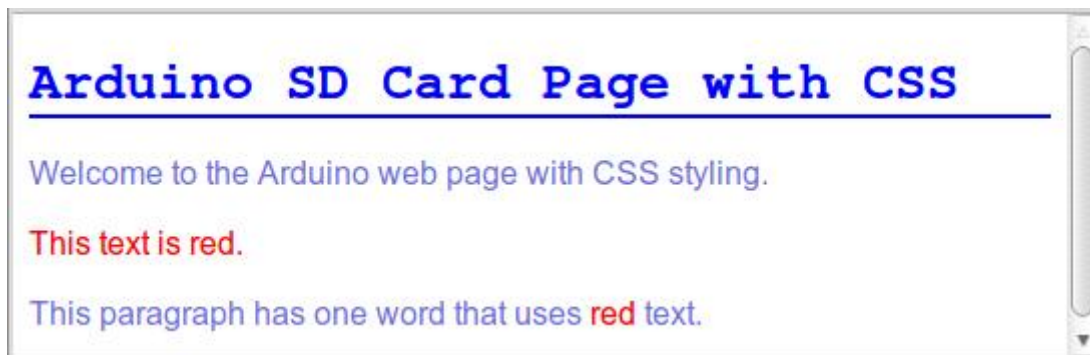 Arduino SD Card Page with CSS
Welcome to the Arduino web page with CSS styling.
This text is red.
This paragraph has one word that uses red text.